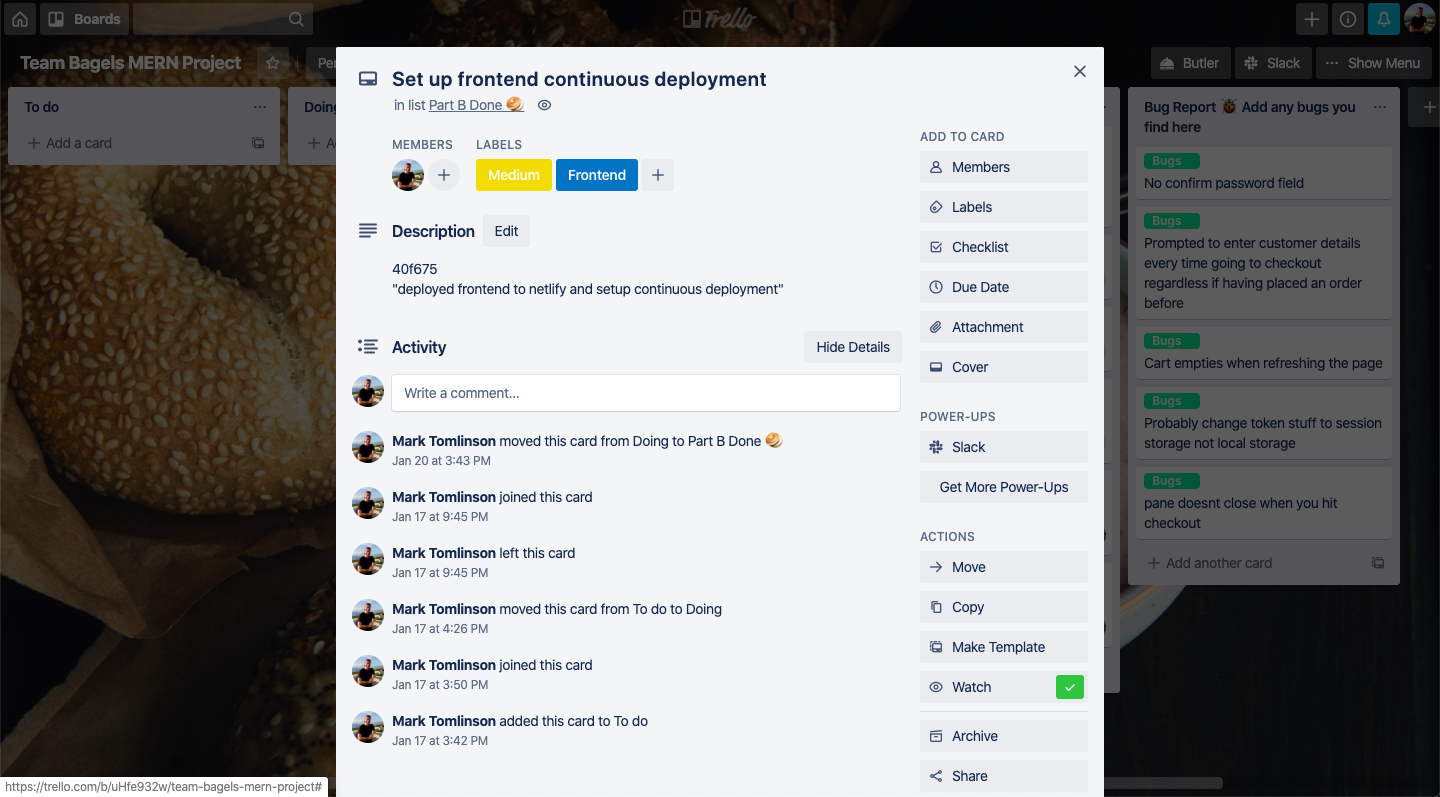 Boards
Trello
Team Bagels MERN Project
Butler
Slack
Show Menu
To do
Add a card
Doing
Set up frontend continuous deployment
in list Part B Done 🥞
MEMBERS
LABELS
Medium
Frontend
Description
Edit
40f675
"deployed frontend to netlify and setup continuous deployment"
Activity
Hide Details
Write a comment...
Mark Tomlinson moved this card from Doing to Part B Done 🥞
Jan 20 at 3:43 PM
Mark Tomlinson joined this card
Jan 17 at 9:45 PM
Mark Tomlinson left this card
Jan 17 at 9:45 PM
Mark Tomlinson moved this card from To do to Doing
Jan 17 at 4:26 PM
Mark Tomlinson joined this card
Jan 17 at 3:50 PM
Mark Tomlinson added this card to To do
Jan 17 at 3:42 PM
ADD TO CARD
Members
Labels
Checklist
Due Date
Attachment
Cover
POWER-UPS
Slack
Get More Power-Ups
ACTIONS
Move
Copy
Make Template
Watch
Archive
Share
Bug Report 🐞 Add any bugs you
find here
Bugs
No confirm password field
Bugs
Prompted to enter customer details
every time going to checkout
regardless if having placed an order
before
Bugs
Cart empties when refreshing the page
Bugs
Probably change token stuff to session
storage not local storage
Bugs
pane doesnt close when you hit
checkout
Add another card
https://trello.com/b/uHfe932w/team-bagels-mern-project#